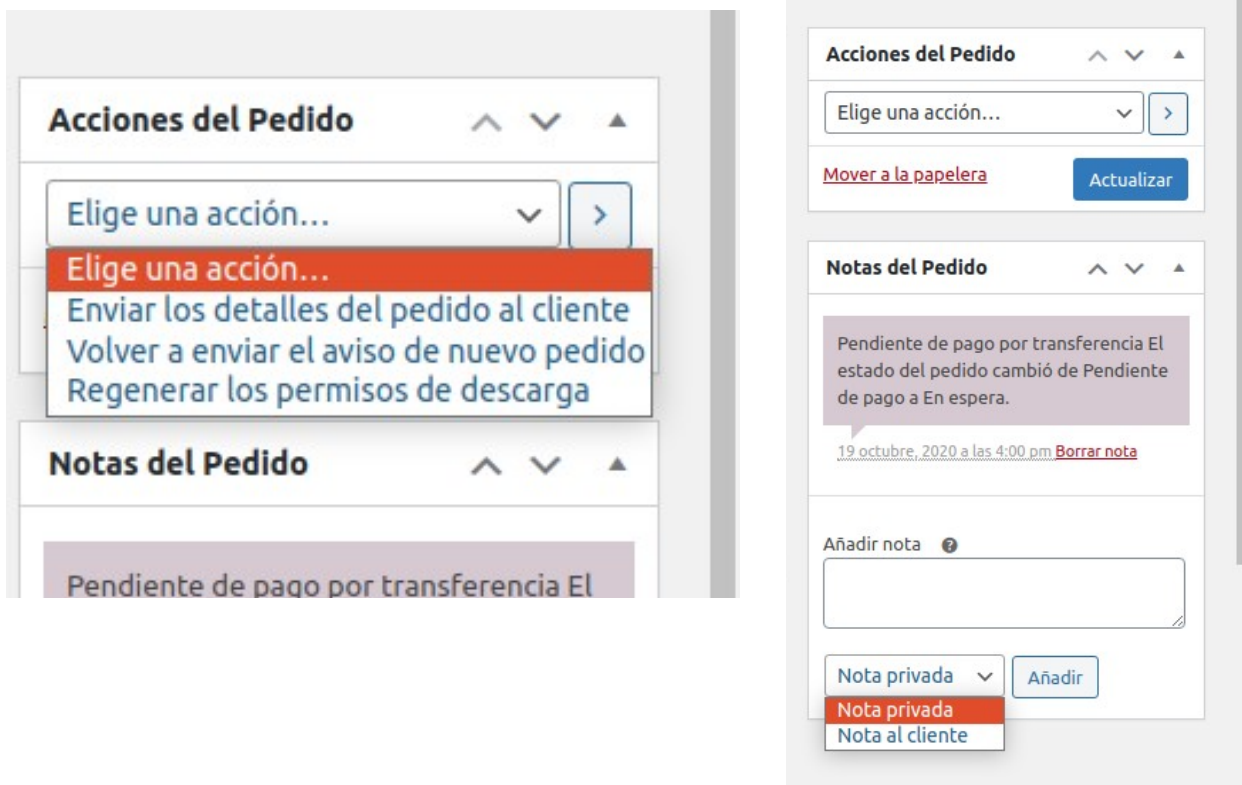 Acciones del Pedido
Elige una acción...
Elige una acción...
Enviar los detalles del pedido al cliente
Volver a enviar el aviso de nuevo pedido
Regenerar los permisos de descarga
Notas del Pedido
Pendiente de pago por transferencia El
Acciones del Pedido
Elige una acción...
Mover a la papelera
Actualizar
Notas del Pedido
Pendiente de pago por transferencia El
estado del pedido cambió de Pendiente
de pago a En espera.
19 octubre, 2020 a las 4:00 pm Borrar nota
Añadir nota
Nota privada
Añadir
Nota privada
Nota al cliente